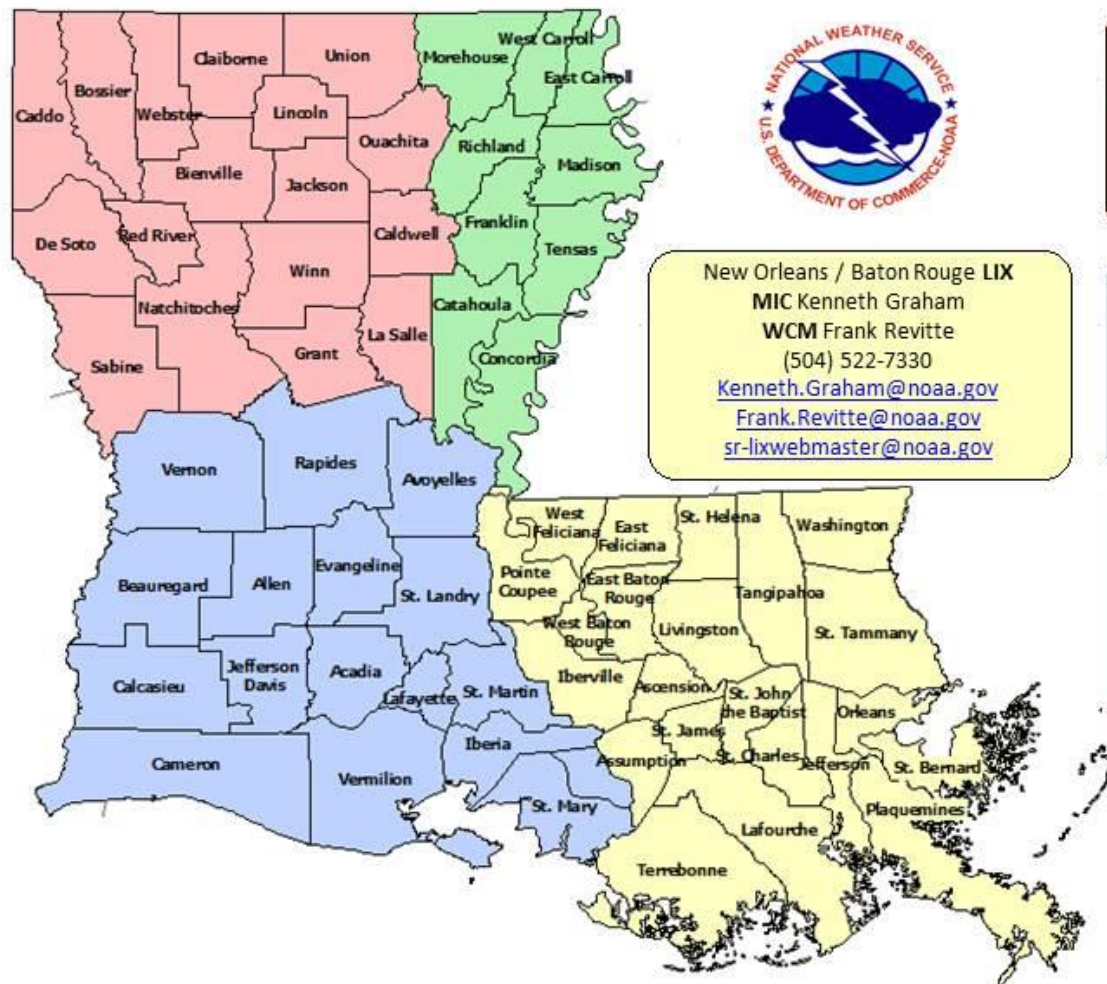 NATIONAL WEATHER SERVICE
U.S. DEPARTMENT OF COMMERCE-NOAA
New Orleans / Baton Rouge LIX
MIC Kenneth Graham
WCM Frank Revitte
(504) 522-7330
Kenneth.Graham@noaa.gov
Frank.Revitte@noaa.gov
sr-lixwebmaster@noaa.gov
Caddo
Bossier
Webster
Claiborne
Union
Lincoln
Ouachita
Bienville
Jackson
De Soto
Red River
Caldwell
Winn
Natchitoches
La Salle
Sabine
Grant
Morehouse
West Carroll
East Carroll
Richland
Madison
Franklin
Tensas
Catahoula
Concordia
Vernon
Rapides
Avoyelles
Beauregard
Allen
Evangeline
St. Landry
Calcasieu
Jefferson
Davis
Acadia
Lafayette
St. Martin
Iberia
Cameron
Vermilion
St. Mary
West
Feliciana
East
Feliciana
St. Helena
Washington
Pointe
Coupee
East Baton
Rouge
West Baton
Rouge
Tangipahoa
Livingston
St. Tammany
Iberville
Ascension
St. John
the Baptist
Orleans
St. James
St. Charles
Assumption
Jefferson
St. Bernard
Plaquemines
Lafourche
Terrebonne